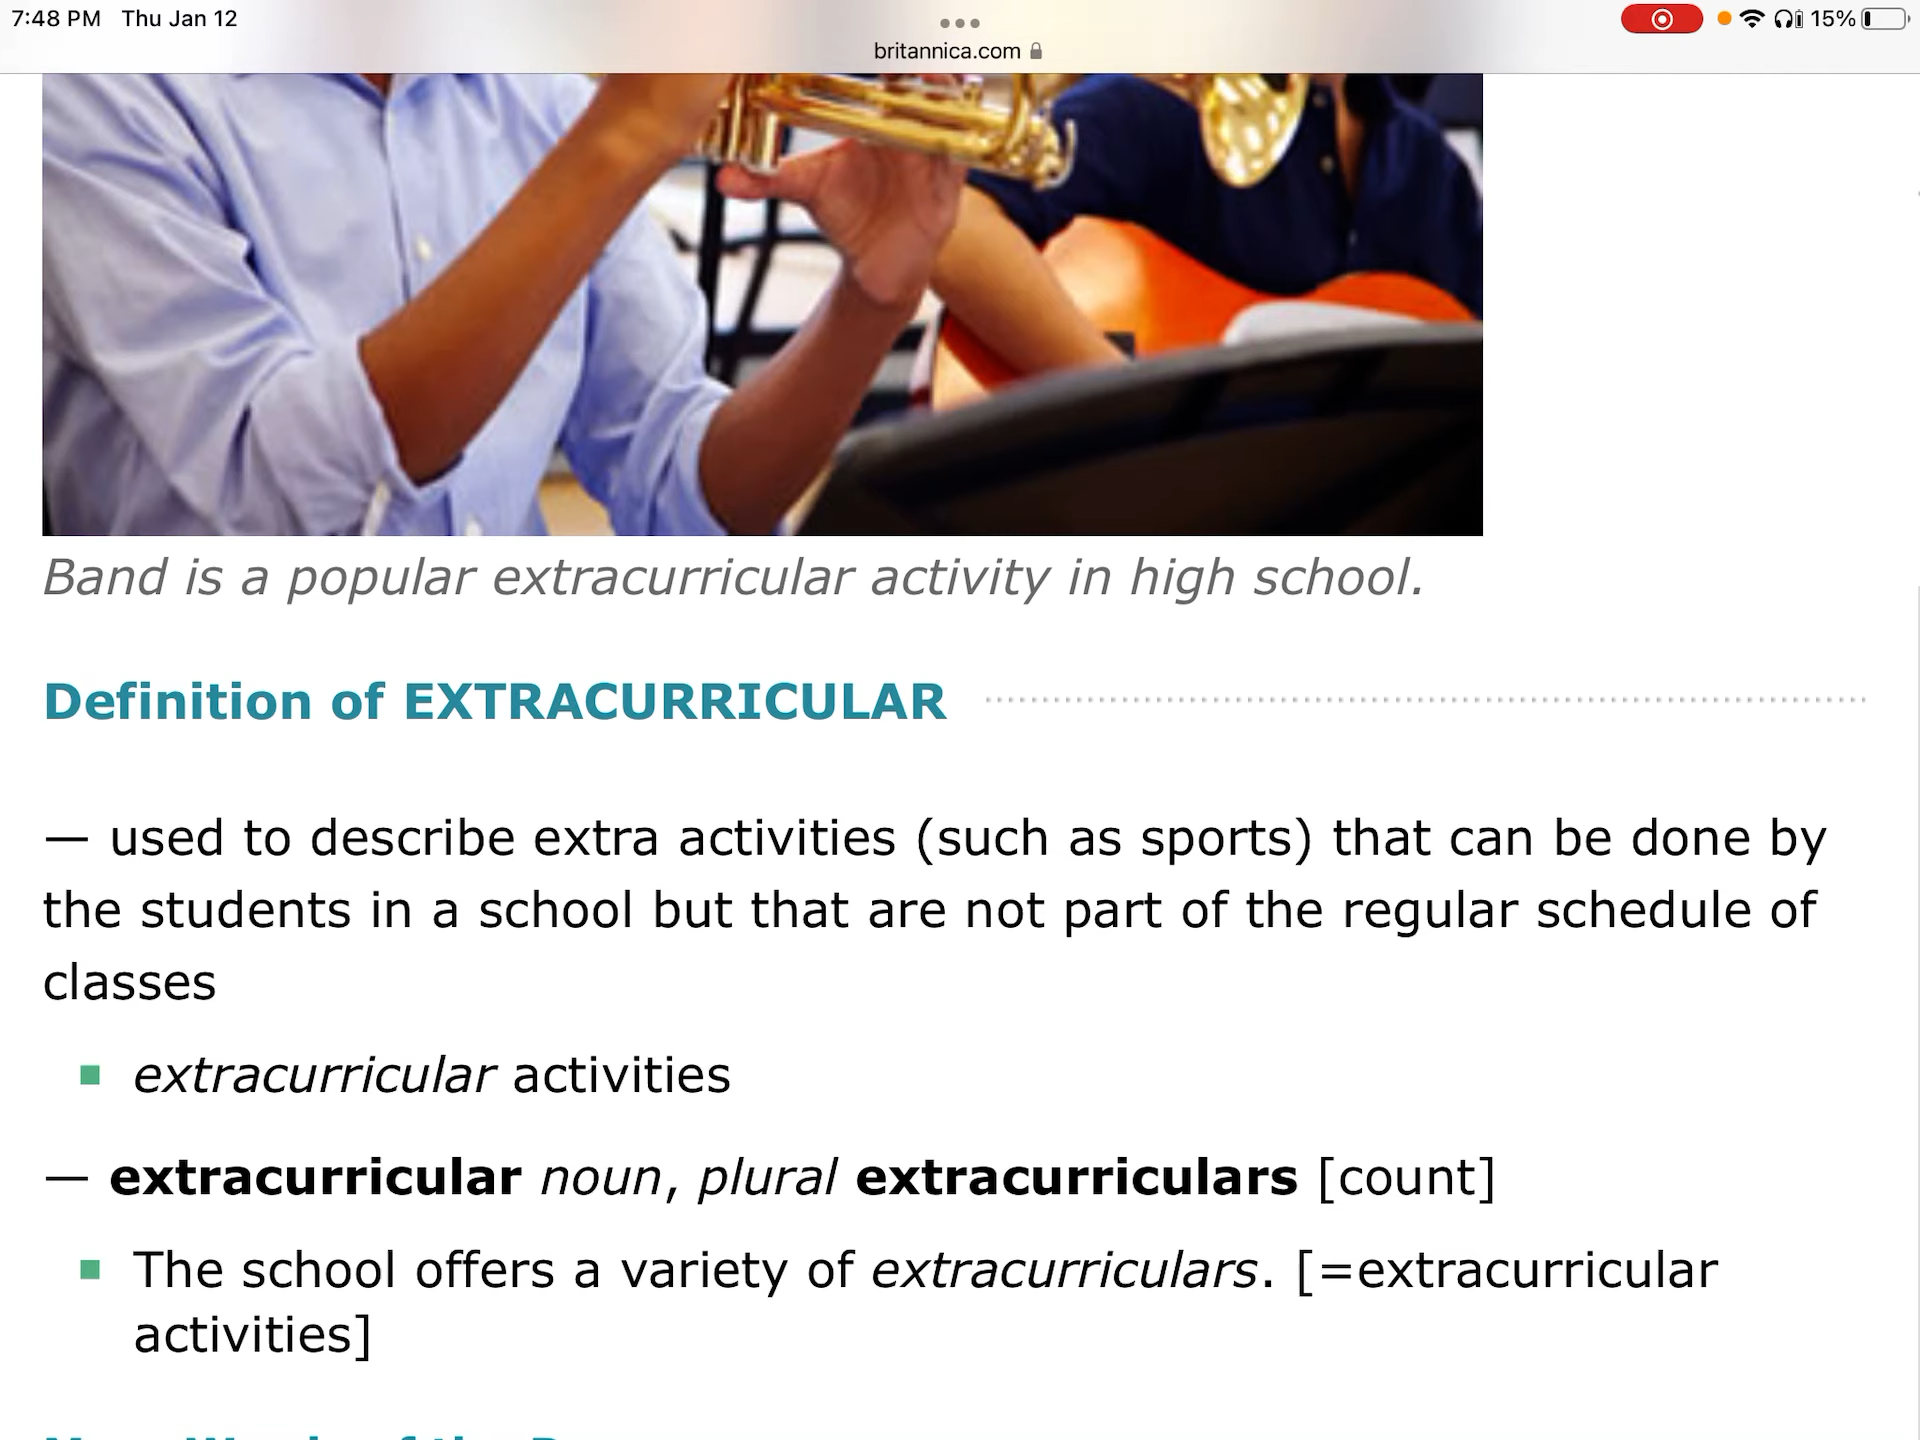 7:48 PM Thu Jan 12
15%
britannica.com
Band is a popular extracurricular activity in high school.
Definition of EXTRACURRICULAR
— used to describe extra activities (such as sports) that can be done by
the students in a school but that are not part of the regular schedule of
classes
extracurricular activities
— extracurricular noun, plural extracurriculars [count]
The school offers a variety of extracurriculars. [=extracurricular
activities]